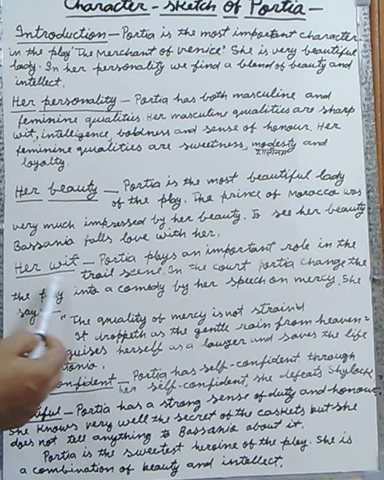 Character - Sketch of Portia -
Introduction - Portia is the most important character
in the play 'The Merchant of venice' She is very beautiful
lady. In her personality we find a blend of beauty and
intellect.
Her personality - Portia has both masculine and
feminine qualities. Her masculine qualities are sharp
wit, intelligence, boldness and sense of honour. Her
feminine qualities are sweetness, modesty and
loyalty.
Her beauty - Portia is the most beautiful lady
of the play. The prince of Morocco was
very much impressed by her beauty. To see her beauty
Bassania falls love with her.
Her wit - Portia plays an important role in the
trail scene. In the court Portia change the
the play into a comedy by her speech on mercy. She
say "The quality of mercy is not strain'd
It droppeth as the gentle rain from heaven"
guises herself as a lawyer and saves the life
tonio.
onfident - Portia has self-confident through
her self-confident, she defeats Shylock
iful - Portia has a strong sense of duty and honour
She knows very well the secret of the caskets but she
does not tell anything to Bassania about it.
Portia is the sweetest heroine of the play. She is
a combination of beauty and intellect.